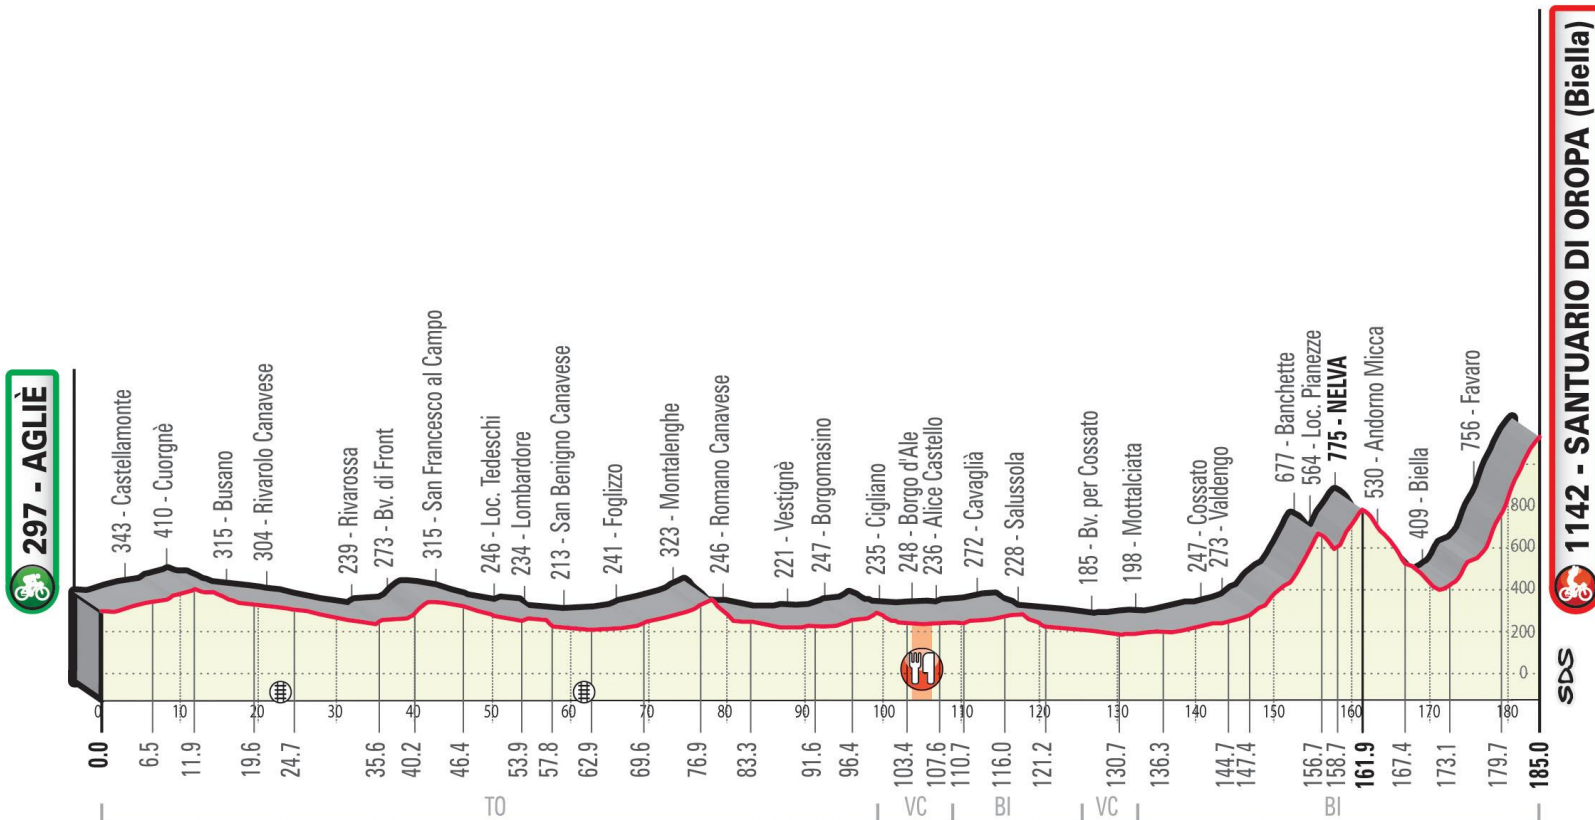 297 - AGLIÈ
343 - Castellamonte
410 - Cuorgnè
315 - Busano
304 - Rivarolo Canavese
239 - Rivarossa
273 - Bv. di Front
315 - San Francesco al Campo
246 - Loc. Tedeschi
234 - Lombardore
213 - San Benigno Canavese
241 - Foglizzo
323 - Montalenghe
246 - Romano Canavese
221 - Vestignè
247 - Borgomasino
235 - Cigliano
248 - Borgo d'Ale
236 - Alice Castello
272 - Cavaglià
228 - Salussola
185 - Bv. per Cossato
198 - Mottalciata
247 - Cossato
273 - Valdengo
677 - Banchette
564 - Loc. Pianezze
775 - NELVA
530 - Andorno Micca
409 - Biella
756 - Favaro
1142 - SANTUARIO DI OROPA (Biella)
800
600
400
200
0
SDS
0 10 20 30 40 50 60 70 80 90 100 110 120 130 140 150 160 170 180
0.0 6.5 11.9 19.6 24.7 35.6 40.2 46.4 53.9 57.8 62.9 69.6 76.9 83.3 91.6 96.4 103.4 107.6 110.7 116.0 121.2 130.7 136.3 144.7 147.4 156.7 158.7 161.9 167.4 173.1 179.7 185.0
TO VC BI VC BI